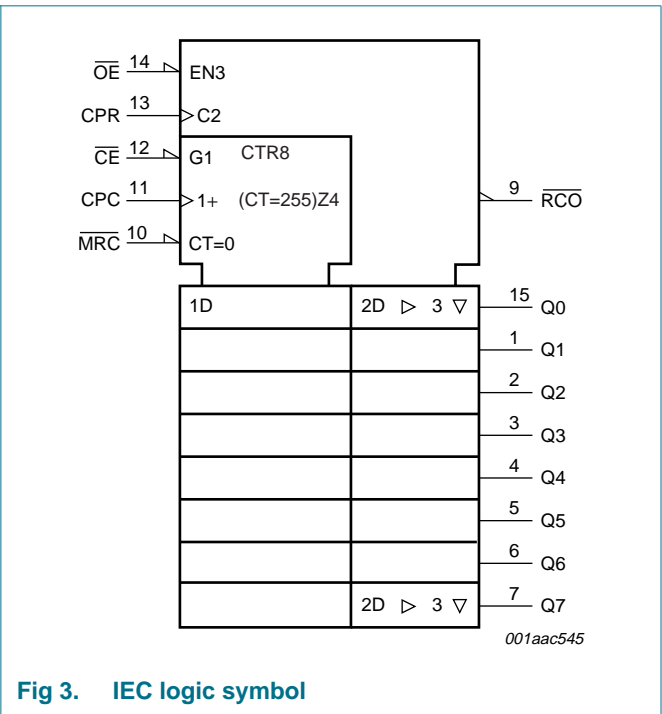 OE 14 EN3
CPR 13 C2
CE 12 G1 CTR8
CPC 11 1+ (CT=255)Z4 9 RCO
MRC 10 CT=0
1D 2D ▷ 3 ▽ 15 Q0
1 Q1
2 Q2
3 Q3
4 Q4
5 Q5
6 Q6
2D ▷ 3 ▽ 7 Q7
001aac545
Fig 3. IEC logic symbol